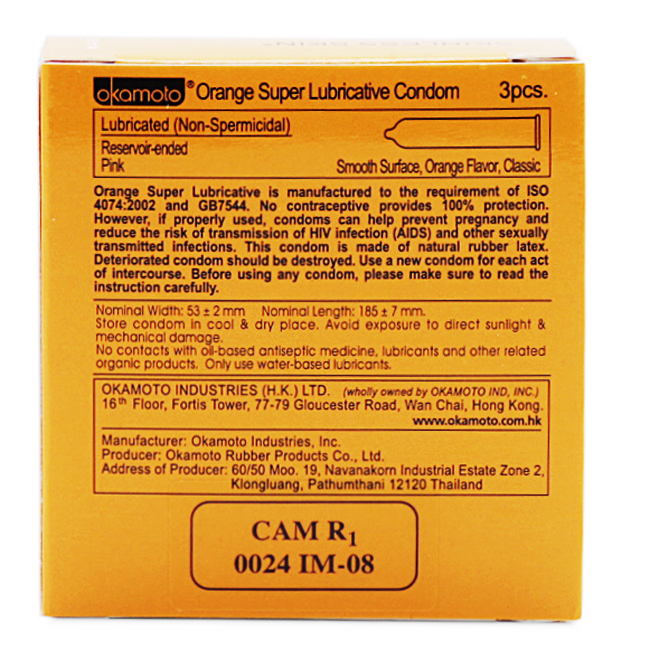 okamoto® Orange Super Lubricative Condom 3pcs.
Lubricated (Non-Spermicidal)
Reservoir-ended
Pink Smooth Surface, Orange Flavor, Classic
Orange Super Lubricative is manufactured to the requirement of ISO
4074:2002 and GB7544. No contraceptive provides 100% protection.
However, if properly used, condoms can help prevent pregnancy and
reduce the risk of transmission of HIV infection (AIDS) and other sexually
transmitted infections. This condom is made of natural rubber latex.
Deteriorated condom should be destroyed. Use a new condom for each act
of intercourse. Before using any condom, please make sure to read the
instruction carefully.
Nominal Width: 53 ± 2 mm Nominal Length: 185 ± 7 mm.
Store condom in cool & dry place. Avoid exposure to direct sunlight &
mechanical damage.
No contacts with oil-based antiseptic medicine, lubricants and other related
organic products. Only use water-based lubricants.
OKAMOTO INDUSTRIES (H.K.) LTD. (wholly owned by OKAMOTO IND, INC.)
16th Floor, Fortis Tower, 77-79 Gloucester Road, Wan Chai, Hong Kong.
www.okamoto.com.hk
Manufacturer: Okamoto Industries, Inc.
Producer: Okamoto Rubber Products Co., Ltd.
Address of Producer: 60/50 Moo. 19, Navanakorn Industrial Estate Zone 2,
Klongluang, Pathumthani 12120 Thailand
CAM R1
0024 IM-08